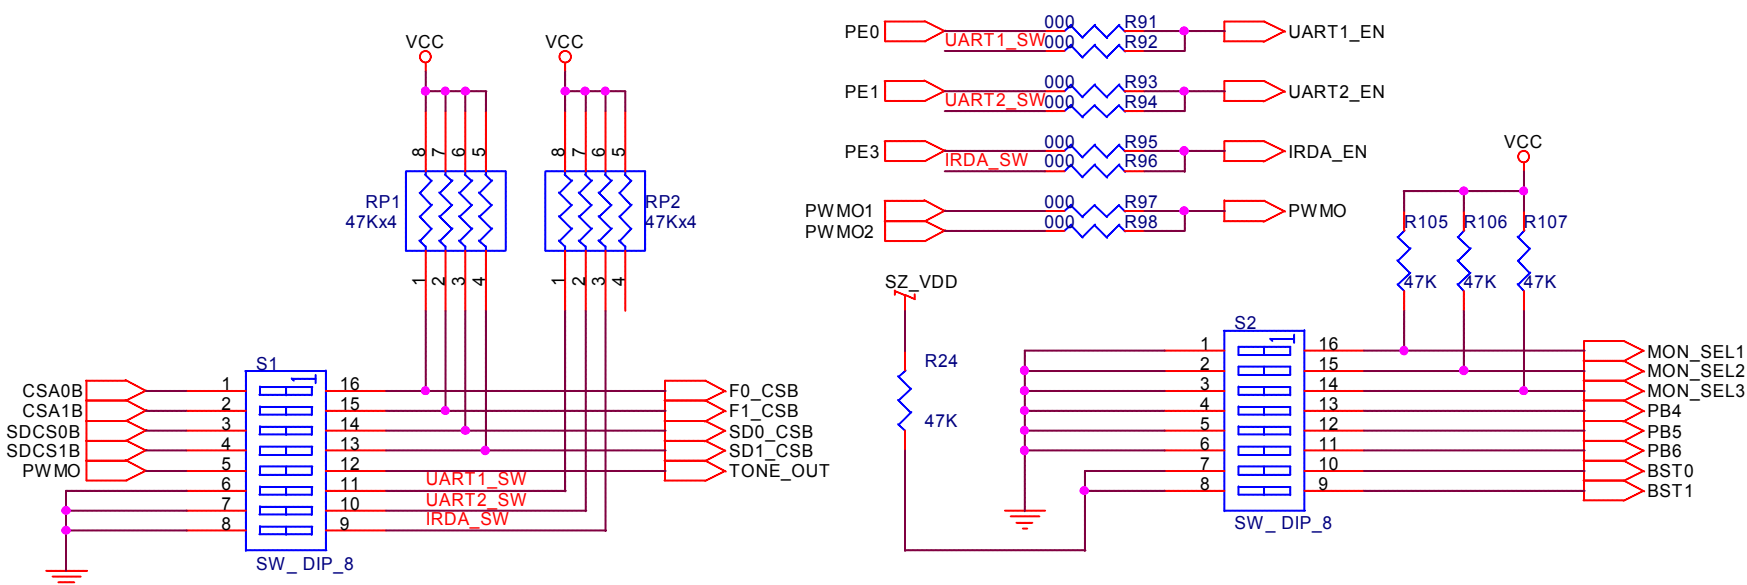 VCC
VCC
8
7
6
5
8
7
6
5
RP1
47Kx4
RP2
47Kx4
1
2
3
4
1
2
3
4
S1
1
CSA0B
1
16
F0_CSB
CSA1B
2
15
F1_CSB
SDCS0B
3
14
SD0_CSB
SDCS1B
4
13
SD1_CSB
PWMO
5
12
TONE_OUT
6
11
UART1_SW
7
10
UART2_SW
8
9
IRDA_SW
SW_ DIP_8
PE0
000
R91
UART1_EN
UART1_SW
000
R92
PE1
000
R93
UART2_EN
UART2_SW
000
R94
PE3
000
R95
IRDA_EN
IRDA_SW
000
R96
PWMO1
000
R97
PWMO
PWMO2
000
R98
VCC
R105
R106
R107
47K
47K
47K
SZ_VDD
R24
47K
S2
1
1
16
MON_SEL1
2
15
MON_SEL2
3
14
MON_SEL3
4
13
PB4
5
12
PB5
6
11
PB6
7
10
BST0
8
9
BST1
SW_ DIP_8